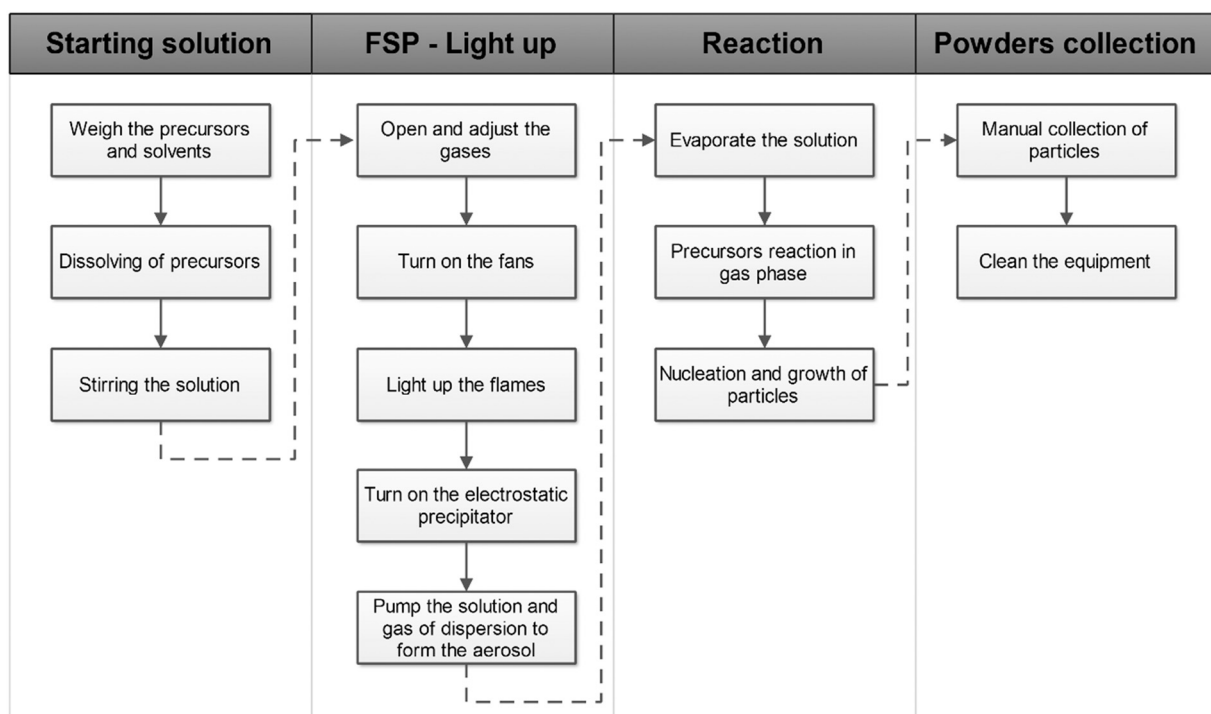 Starting solution
Weigh the precursors
and solvents
Dissolving of precursors
Stirring the solution
FSP - Light up
Open and adjust the
gases
Turn on the fans
Light up the flames
Turn on the electrostatic
precipitator
Pump the solution and
gas of dispersion to
form the aerosol
Reaction
Evaporate the solution
Precursors reaction in
gas phase
Nucleation and growth of
particles
Powders collection
Manual collection of
particles
Clean the equipment